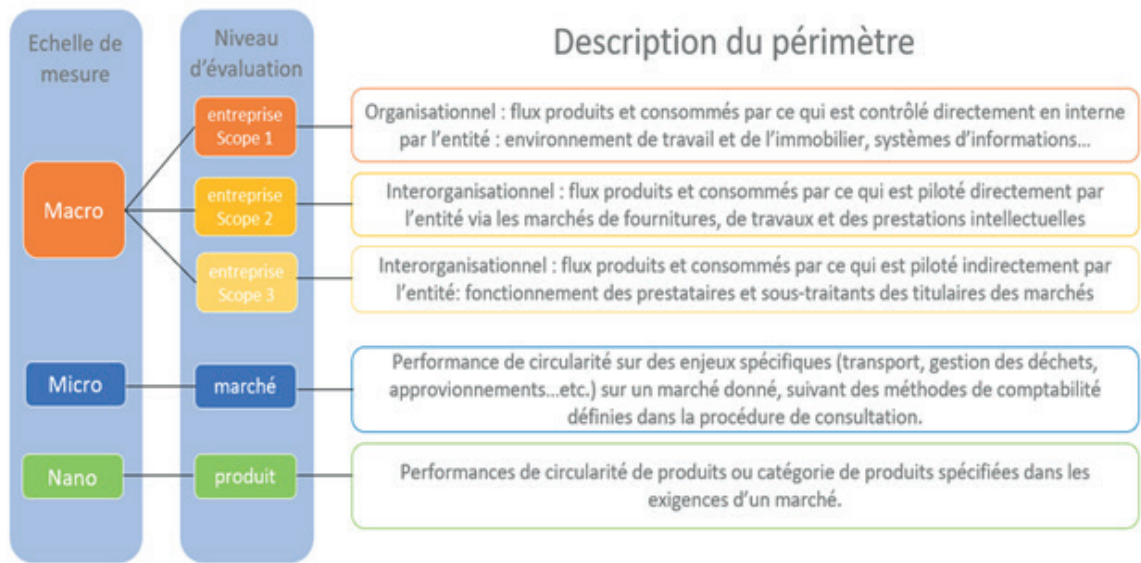 Echelle de
mesure
Niveau
d'évaluation
Description du périmètre
Macro
entreprise
Scope 1
Organisationnel : flux produits et consommés par ce qui est contrôlé directement en interne
par l'entité : environnement de travail et de l'immobilier, systèmes d'informations...
entreprise
Scope 2
Interorganisationnel : flux produits et consommés par ce qui est piloté directement par
l'entité via les marchés de fournitures, de travaux et des prestations intellectuelles
entreprise
Scope 3
Interorganisationnel : flux produits et consommés par ce qui est piloté indirectement par
l'entité: fonctionnement des prestataires et sous-traitants des titulaires des marchés
Micro
marché
Performance de circularité sur des enjeux spécifiques (transport, gestion des déchets,
approvionnements...etc.) sur un marché donné, suivant des méthodes de comptabilité
définies dans la procédure de consultation.
Nano
produit
Performances de circularité de produits ou catégorie de produits spécifiées dans les
exigences d'un marché.